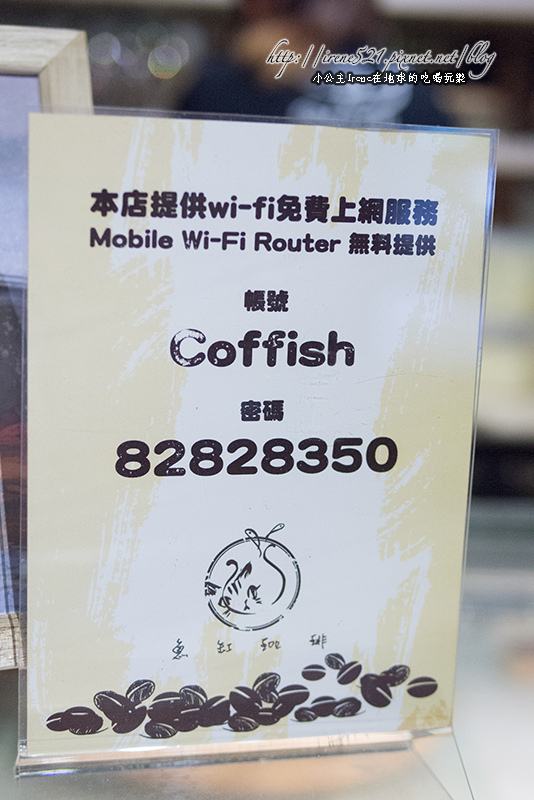 http://irene521.pixnet.net/blog
小公主Irene在地球的吃喝玩樂
本店提供wi-fi免費上網服務
Mobile Wi-Fi Router 無料提供
帳號
Coffish
密碼
82828350
魚缸咖啡